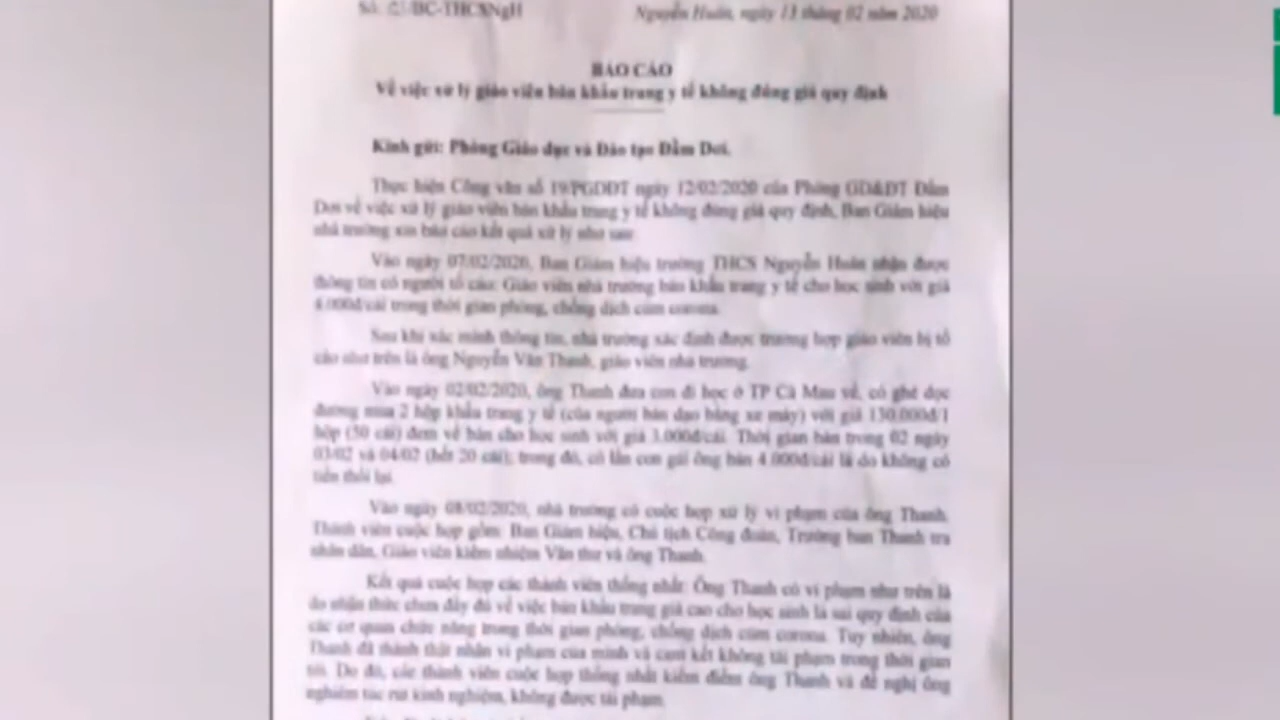 Nguyễn Huân, ngày 13 tháng 02 năm 2020
BÁO CÁO
Về việc xử lý giáo viên bán khẩu trang y tế không đúng giá quy định
Kính gửi: Phòng Giáo dục và Đào tạo Đầm Dơi.
Thực hiện Công văn số 19/PGDĐT ngày 12/02/2020 của Phòng GD&ĐT Đầm
Dơi về việc xử lý giáo viên bán khẩu trang y tế không đúng giá quy định, Ban Giám hiệu
nhà trường xin báo cáo kết quả xử lý như sau:
Vào ngày 07/02/2020, Ban Giám hiệu trường THCS Nguyễn Huân nhận được
thông tin có người tố cáo: Giáo viên nhà trường bán khẩu trang y tế cho học sinh với giá
4.000đ/cái trong thời gian phòng, chống dịch cúm corona.
Sau khi xác minh thông tin, nhà trường xác định được trường hợp giáo viên bị tố
cáo như trên là ông Nguyễn Văn Thanh, giáo viên nhà trường.
Vào ngày 02/02/2020, ông Thanh đưa con đi học ở TP Cà Mau về, có ghé dọc
đường mua 2 hộp khẩu trang y tế (của người bán dạo bằng xe máy) với giá 130.000đ/1
hộp (50 cái) đem về bán cho học sinh với giá 3.000đ/cái. Thời gian bán trong 02 ngày
03/02 và 04/02 (hết 20 cái); trong đó, có lần con gái ông bán 4.000đ/cái là do không có
tiền thối lại.
Vào ngày 08/02/2020, nhà trường có cuộc họp xử lý vi phạm của ông Thanh.
Thành viên cuộc họp gồm: Ban Giám hiệu, Chủ tịch Công đoàn, Trưởng ban Thanh tra
nhân dân, Giáo viên kiêm nhiệm Văn thư và ông Thanh.
Kết quả cuộc họp các thành viên thống nhất: Ông Thanh có vi phạm như trên là
do nhận thức chưa đầy đủ về việc bán khẩu trang giá cao cho học sinh là sai quy định của
các cơ quan chức năng trong thời gian phòng, chống dịch cúm corona. Tuy nhiên, ông
Thanh đã thành thật nhận vi phạm của mình và cam kết không tái phạm trong thời gian
tới. Do đó, các thành viên cuộc họp thống nhất kiểm điểm ông Thanh và đề nghị ông
nghiêm túc rút kinh nghiệm, không được tái phạm.